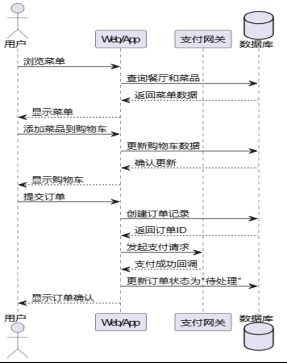 用户
Web/App
支付网关
数据库
浏览菜单
查询餐厅和菜品
返回菜单数据
显示菜单
添加菜品到购物车
更新购物车数据
确认更新
显示购物车
提交订单
创建订单记录
返回订单ID
发起支付请求
支付成功回调
更新订单状态为"待处理"
显示订单确认
用户
Web/App
支付网关
数据库